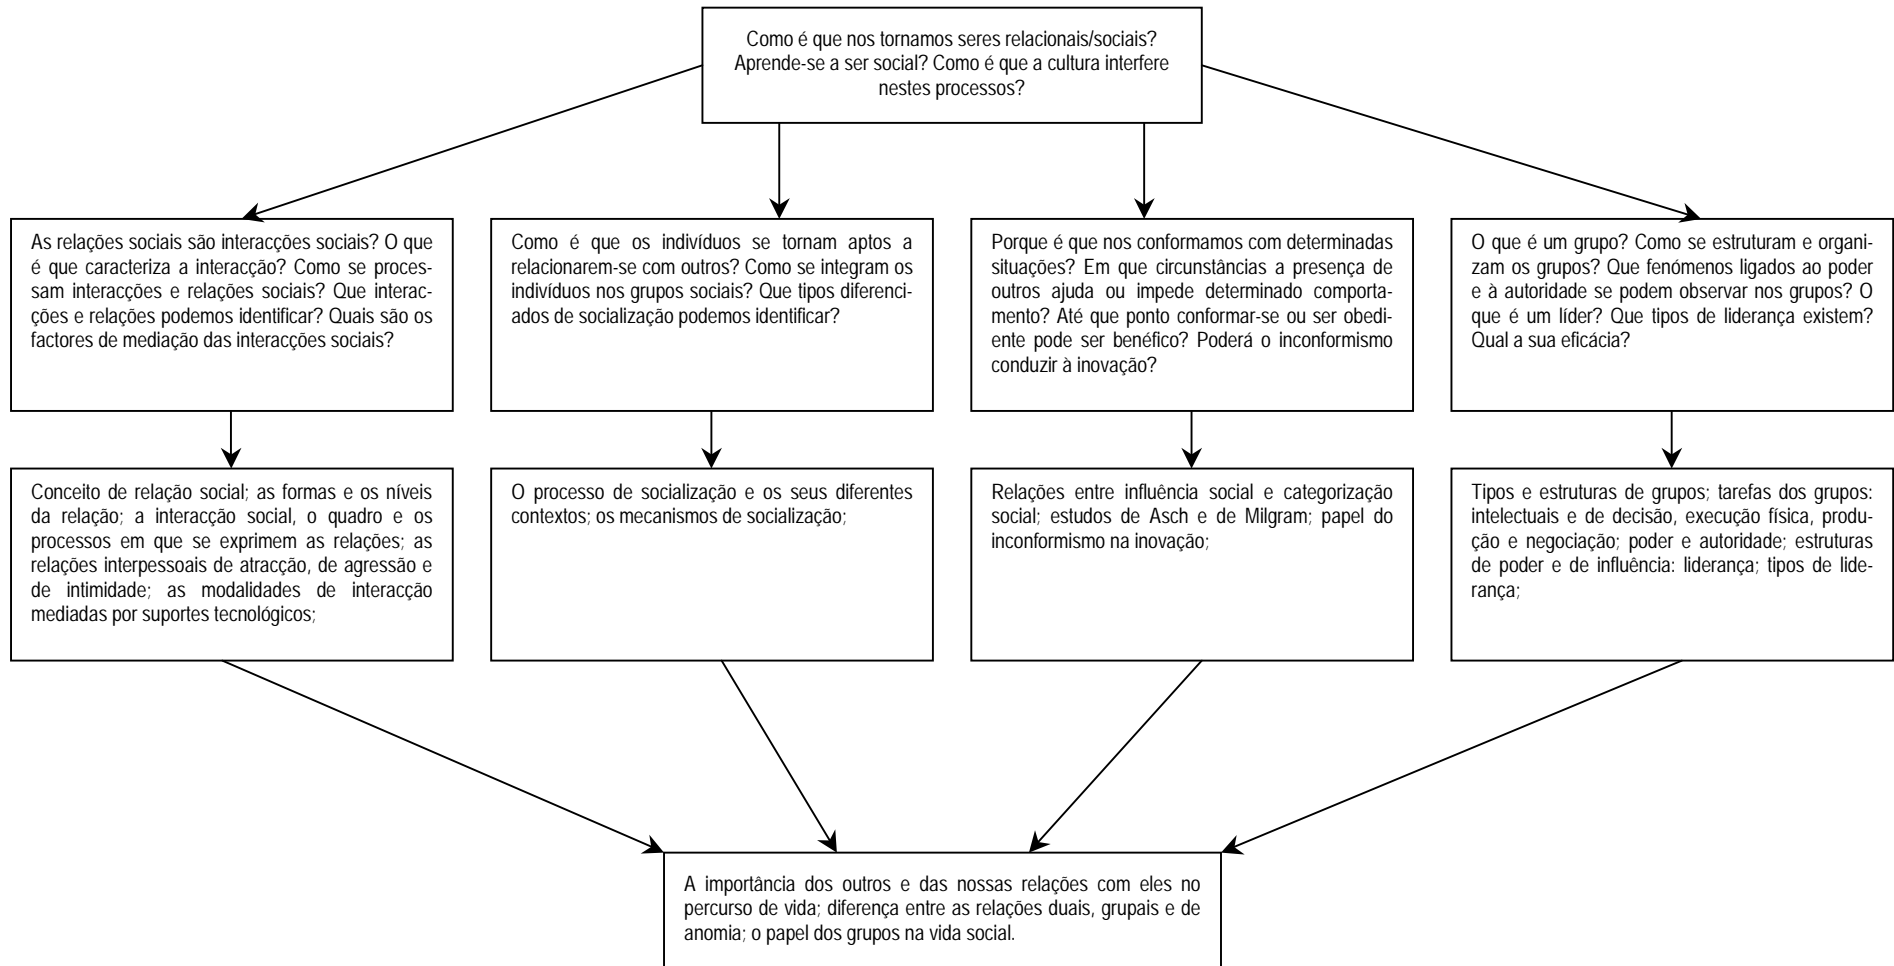 Como é que nos tornamos seres relacionais/sociais?
Aprende-se a ser social? Como é que a cultura interfere
nestes processos?
As relações sociais são interacções sociais? O que
é que caracteriza a interacção? Como se proces-
sam interacções e relações sociais? Que interac-
ções e relações podemos identificar? Quais são os
factores de mediação das interacções sociais?
Como é que os indivíduos se tornam aptos a
relacionarem-se com outros? Como se integram os
indivíduos nos grupos sociais? Que tipos diferenci-
ados de socialização podemos identificar?
Porque é que nos conformamos com determinadas
situações? Em que circunstâncias a presença de
outros ajuda ou impede determinado comporta-
mento? Até que ponto conformar-se ou ser obedi-
ente pode ser benéfico? Poderá o inconformismo
conduzir à inovação?
O que é um grupo? Como se estruturam e organi-
zam os grupos? Que fenómenos ligados ao poder
e à autoridade se podem observar nos grupos? O
que é um líder? Que tipos de liderança existem?
Qual a sua eficácia?
Conceito de relação social; as formas e os níveis
da relação; a interacção social, o quadro e os
processos em que se exprimem as relações; as
relações interpessoais de atracção, de agressão e
de intimidade; as modalidades de interacção
mediadas por suportes tecnológicos;
O processo de socialização e os seus diferentes
contextos; os mecanismos de socialização;
Relações entre influência social e categorização
social; estudos de Asch e de Milgram; papel do
inconformismo na inovação;
Tipos e estruturas de grupos; tarefas dos grupos:
intelectuais e de decisão, execução física, produ-
ção e negociação; poder e autoridade; estruturas
de poder e de influência: liderança; tipos de lide-
rança;
A importância dos outros e das nossas relações com eles no
percurso de vida; diferença entre as relações duais, grupais e de
anomia; o papel dos grupos na vida social.